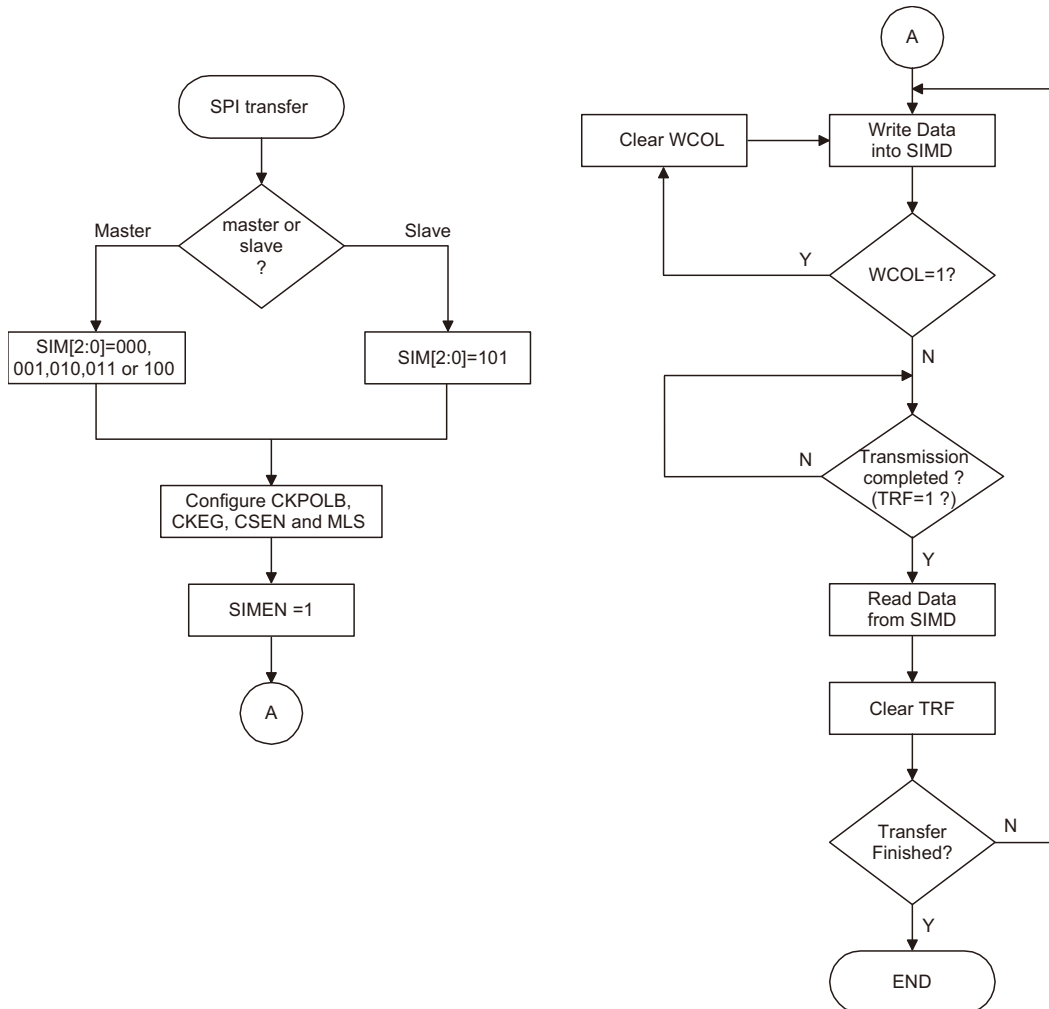 SPI transfer
master or
slave
?
Master
Slave
SIM[2:0]=000,
001,010,011 or 100
SIM[2:0]=101
Configure CKPOLB,
CKEG, CSEN and MLS
SIMEN =1
A
A
Write Data
into SIMD
Clear WCOL
WCOL=1?
Y
N
Transmission
completed ?
(TRF=1 ?)
N
Y
Read Data
from SIMD
Clear TRF
Transfer
Finished?
N
Y
END